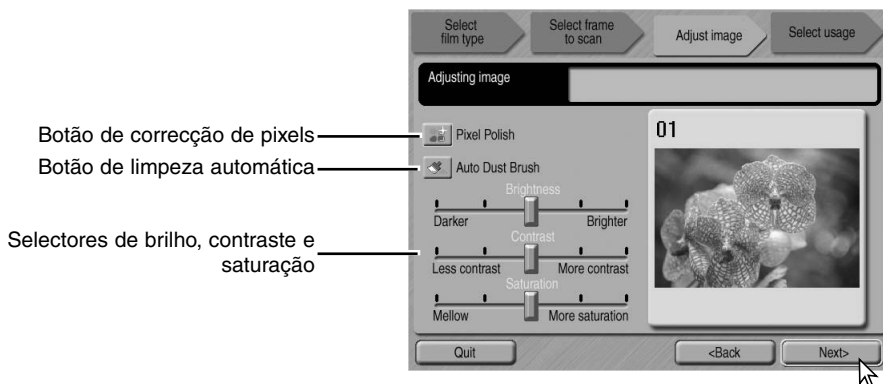 Select
film type
Select frame
to scan
Adjust image
Select usage
Adjusting image
Botão de correcção de pixels
Pixel Polish
01
Botão de limpeza automática
Auto Dust Brush
Brightness
Darker
Brighter
Selectores de brilho, contraste e
saturação
Contrast
Less contrast
More contrast
Saturation
Mellow
More saturation
Quit
<Back
Next>